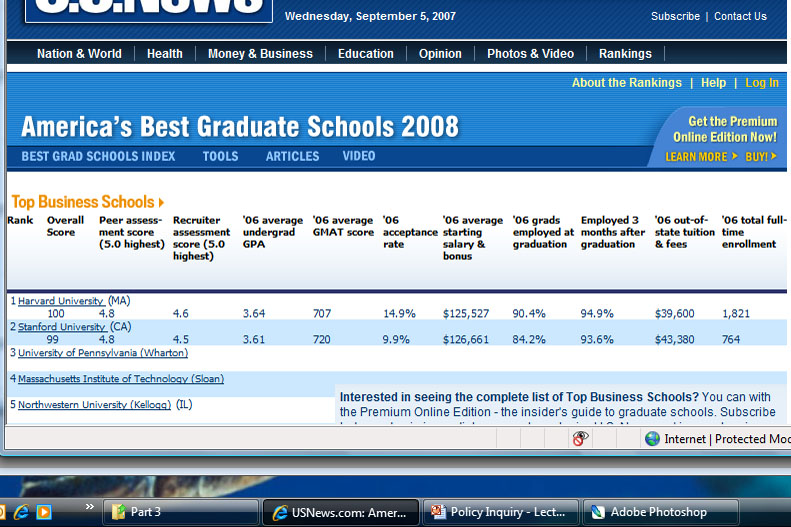 U.S.News
Wednesday, September 5, 2007
Subscribe | Contact Us
Nation & World | Health | Money & Business | Education | Opinion | Photos & Video | Rankings
About the Rankings | Help | Log In
America's Best Graduate Schools 2008
Get the Premium
Online Edition Now!
LEARN MORE BUY!
BEST GRAD SCHOOLS INDEX TOOLS ARTICLES VIDEO
Top Business Schools
Rank Overall Peer assess- Recruiter '06 average '06 average '06 '06 average '06 grads Employed 3 '06 out-of- '06 total full-
Score ment score assessment undergrad GMAT score acceptance starting employed at months after state tuition time
(5.0 highest) score (5.0 GPA rate salary & graduation graduation & fees enrollment
highest) bonus
1 Harvard University (MA)
100 4.8 4.6 3.64 707 14.9% $125,527 90.4% 94.9% $39,600 1,821
2 Stanford University (CA)
99 4.8 4.5 3.61 720 9.9% $126,661 84.2% 93.6% $43,380 764
3 University of Pennsylvania (Wharton)
4 Massachusetts Institute of Technology (Sloan)
5 Northwestern University (Kellogg) (IL)
Interested in seeing the complete list of Top Business Schools? You can with
the Premium Online Edition - the insider's guide to graduate schools. Subscribe
Internet | Protected Moc
» Part 3 USNews.com: Amer... Policy Inquiry - Lect... Adobe Photoshop